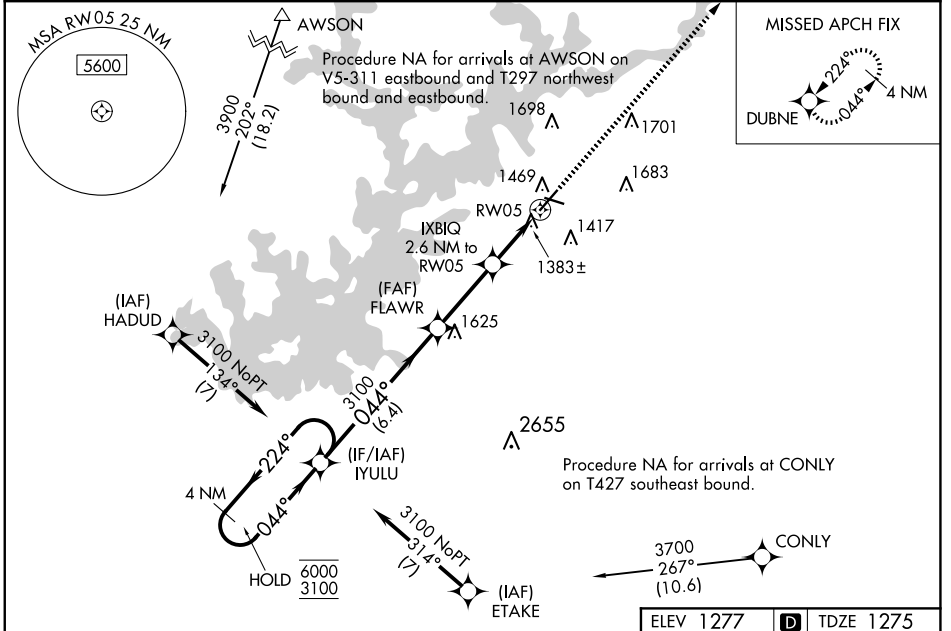 MSA RW05 25 NM
5600
AWSON
3900
202°
(18.2)
Procedure NA for arrivals at AWSON on
V5-311 eastbound and T297 northwest
bound and eastbound.
MISSED APCH FIX
224°
044°
4 NM
DUBNE
1698
1701
1469
1683
RW05
1417
1383±
IXBIQ
2.6 NM to
RW05
(FAF)
FLAWR
1625
(IAF)
HADUD
3100 NoPT
134°
(7)
3100
044°
(6.4)
2655
(IF/IAF)
IYULU
224°
044°
4 NM
HOLD
6000
3100
Procedure NA for arrivals at CONLY
on T427 southeast bound.
3100 NoPT
314°
(7)
(IAF)
ETAKE
3700
267°
(10.6)
CONLY
ELEV 1277
D
TDZE 1275